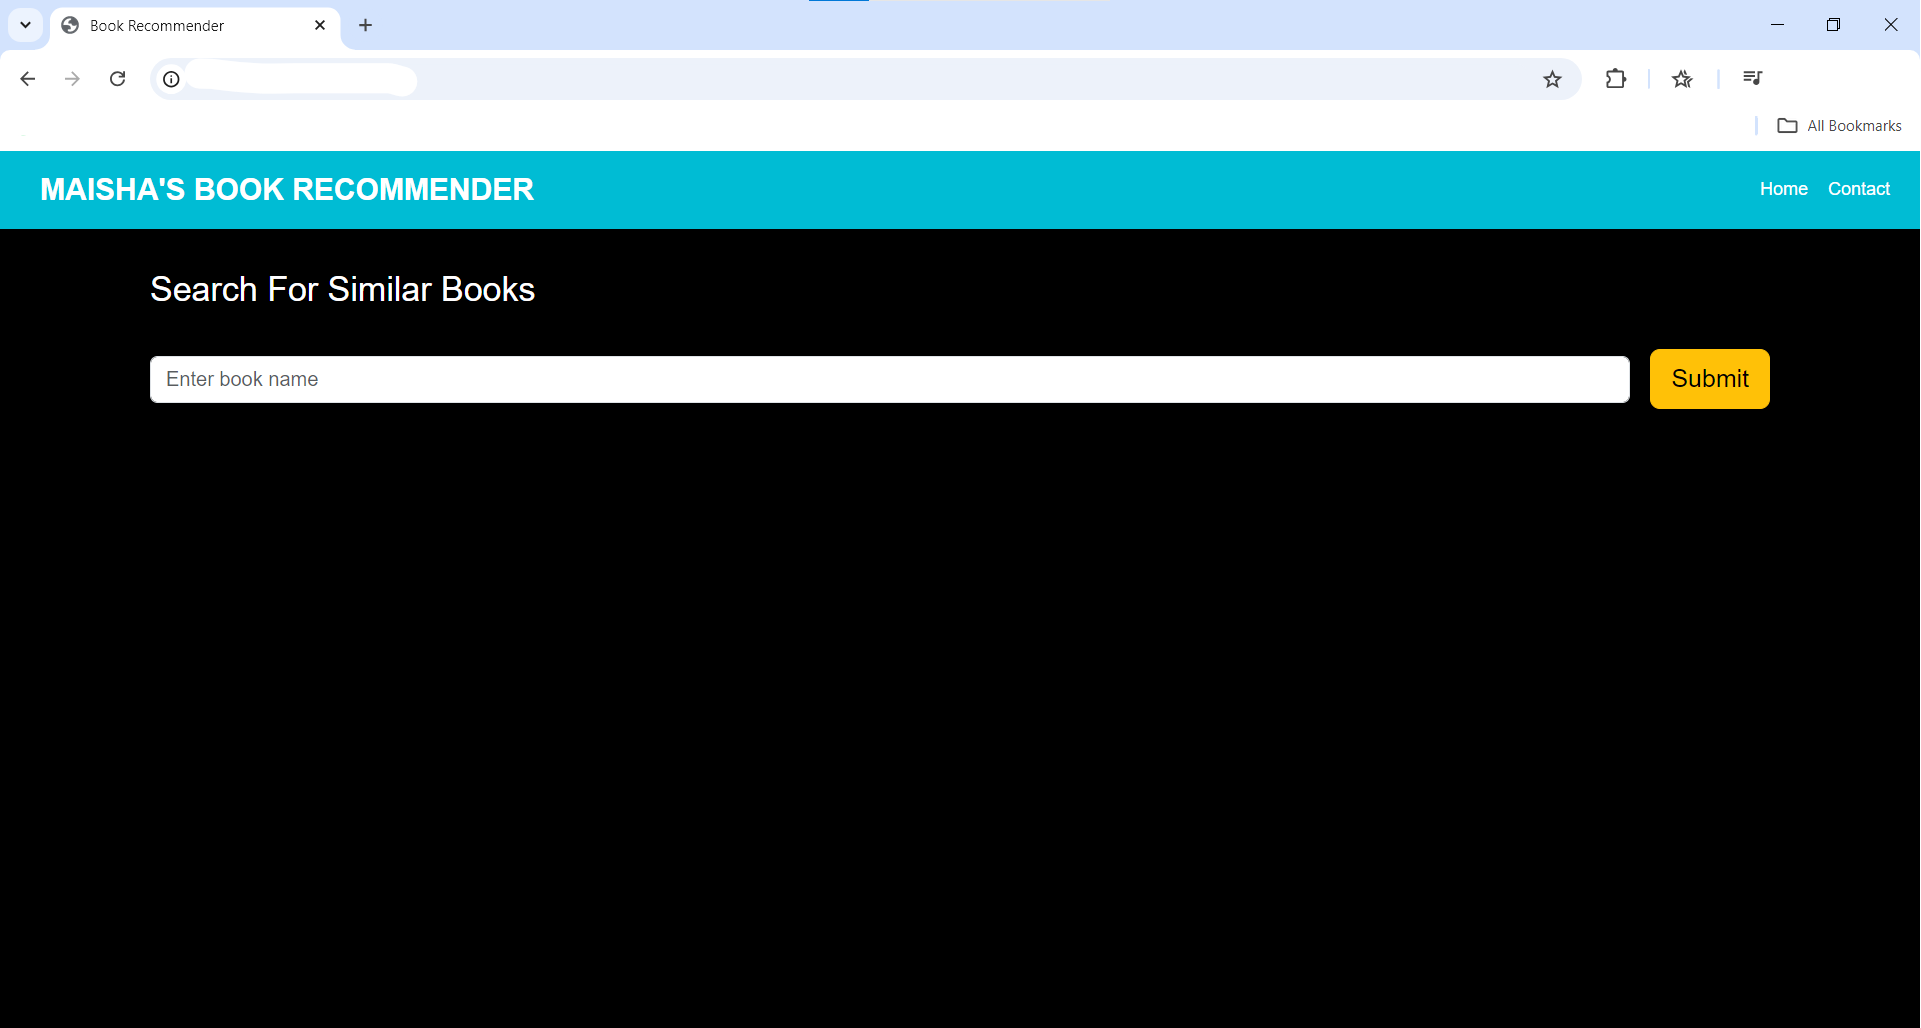 Book Recommender
All Bookmarks
MAISHA'S BOOK RECOMMENDER
Home Contact
Search For Similar Books
Enter book name
Submit